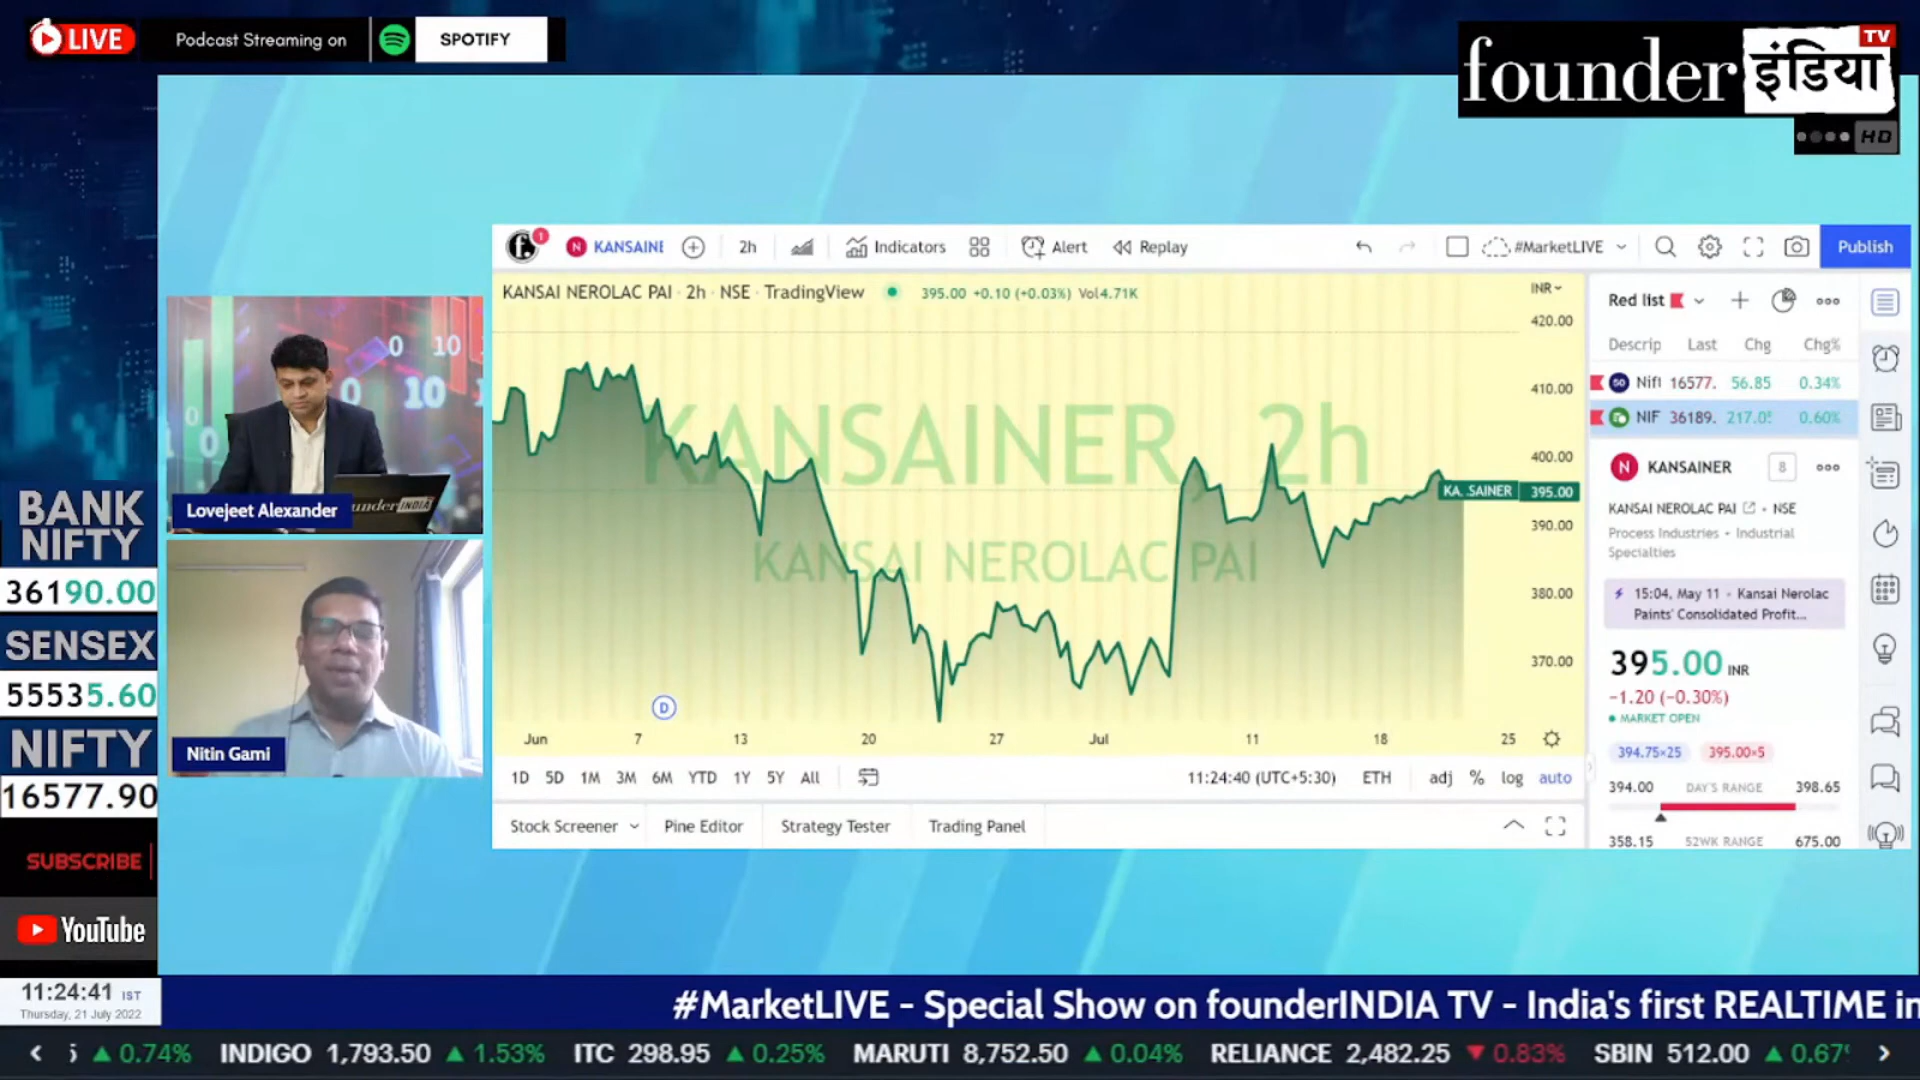 LIVE
Podcast Streaming on
SPOTIFY
founder इंडिया TV
HD
BANK
NIFTY
36190.00
SENSEX
55535.60
NIFTY
16577.90
SUBSCRIBE
YouTube
11:24:41 IST
Thursday, 21 July 2022
Lovejeet Alexander
Nitin Gami
f. 1
N KANSAINE
2h
Indicators
Alert
Replay
#MarketLIVE
Publish
KANSAI NEROLAC PAI · 2h · NSE · TradingView
395.00 +0.10 (+0.03%) Vol4.71K
INR
KANSAINER, 2h
KANSAI NEROLAC PAI
420.00
410.00
400.00
KA..SAINER 395.00
390.00
380.00
370.00
D
Jun 7 13 20 27 Jul 11 18 25
1D 5D 1M 3M 6M YTD 1Y 5Y All
11:24:40 (UTC+5:30) ETH adj % log auto
Stock Screener Pine Editor Strategy Tester Trading Panel
Red list
Descrip Last Chg Chg%
50 Nif 16577. 56.85 0.34%
NIF 36189. 217.0 0.60%
N KANSAINER 8
KANSAI NEROLAC PAI • NSE
Process Industries • Industrial
Specialties
15:04, May 11 • Kansai Nerolac
Paints' Consolidated Profit...
395.00 INR
−1.20 (−0.30%)
MARKET OPEN
394.75×25 395.00×5
394.00 DAY'S RANGE 398.65
358.15 52WK RANGE 675.00
#MarketLIVE - Special Show on founderINDIA TV - India's first REALTIME in
5 ▲ 0.74% INDIGO 1,793.50 ▲ 1.53% ITC 298.95 ▲ 0.25% MARUTI 8,752.50 ▲ 0.04% RELIANCE 2,482.25 ▼ 0.83% SBIN 512.00 ▲ 0.67